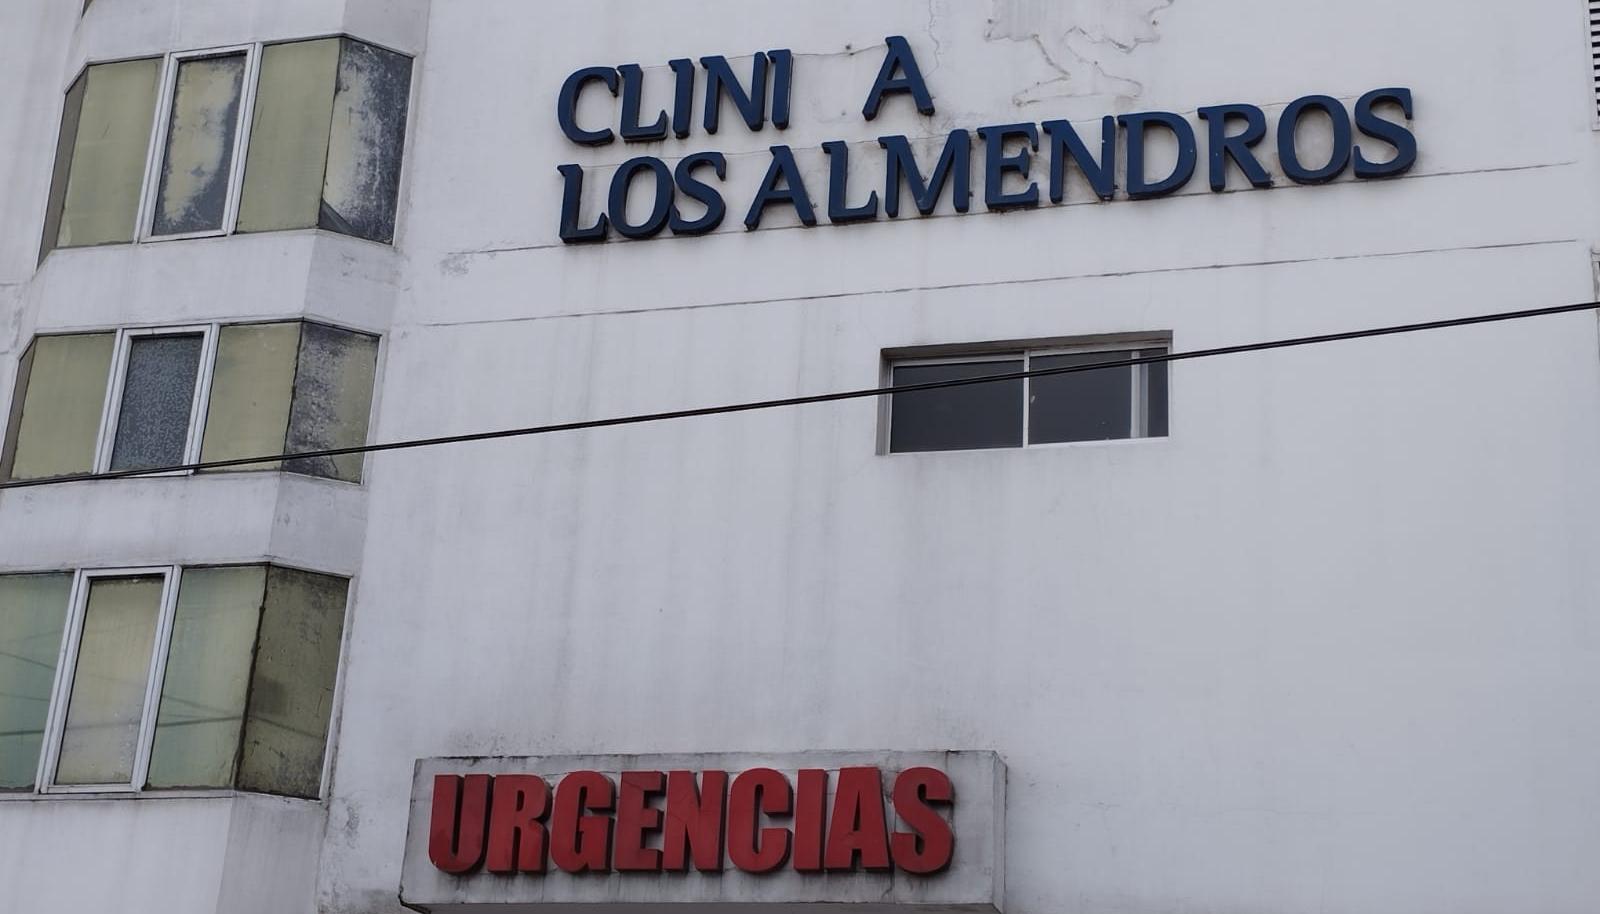 CLINI A
LOS ALMENDROS
URGENCIAS